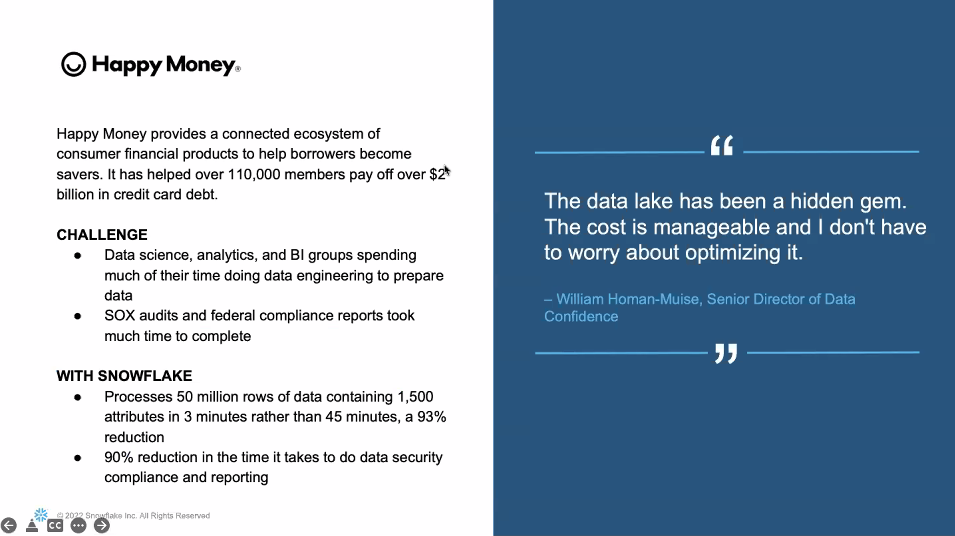 Happy Money®
Happy Money provides a connected ecosystem of
consumer financial products to help borrowers become
savers. It has helped over 110,000 members pay off over $2
billion in credit card debt.
CHALLENGE
● Data science, analytics, and BI groups spending
much of their time doing data engineering to prepare
data
● SOX audits and federal compliance reports took
much time to complete
WITH SNOWFLAKE
● Processes 50 million rows of data containing 1,500
attributes in 3 minutes rather than 45 minutes, a 93%
reduction
● 90% reduction in the time it takes to do data security
compliance and reporting
© 2022 Snowflake Inc. All Rights Reserved
CC
“
The data lake has been a hidden gem.
The cost is manageable and I don't have
to worry about optimizing it.
– William Homan-Muise, Senior Director of Data
Confidence
”